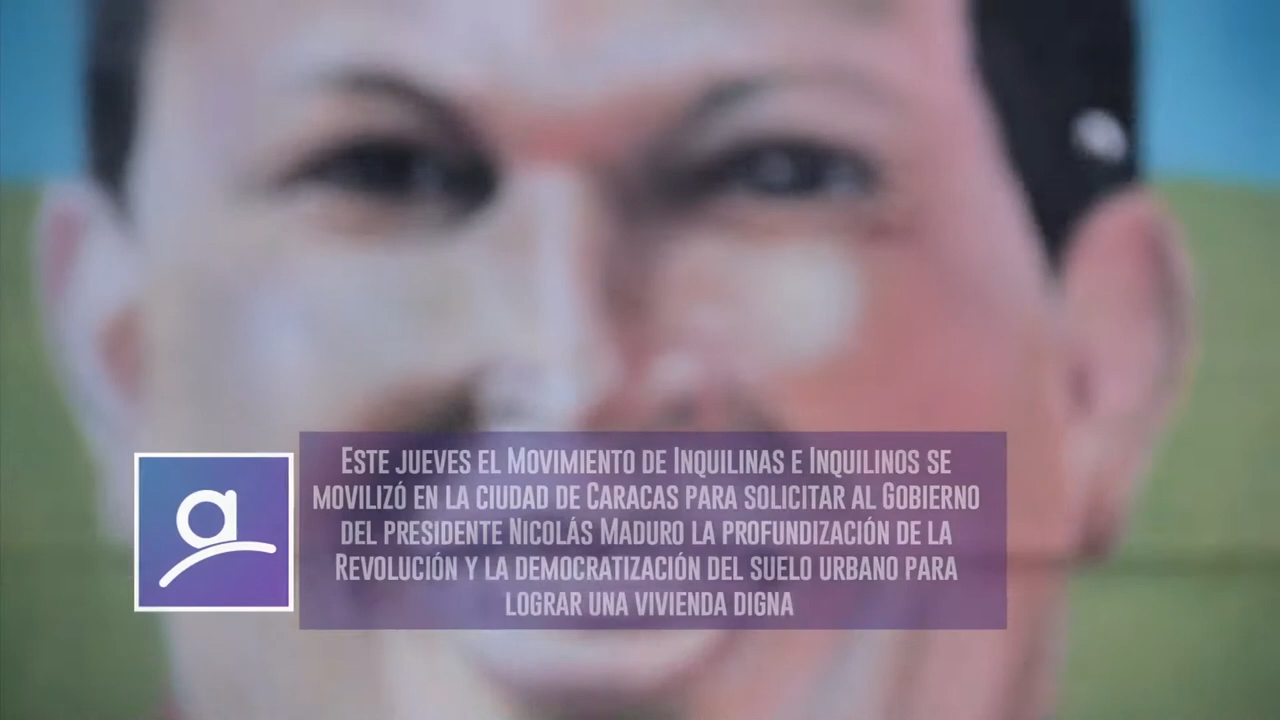 Este jueves el Movimiento de Inquilinas e Inquilinos se
movilizó en la ciudad de Caracas para solicitar al Gobierno
del presidente Nicolás Maduro la profundización de la
Revolución y la democratización del suelo urbano para
lograr una vivienda digna
a